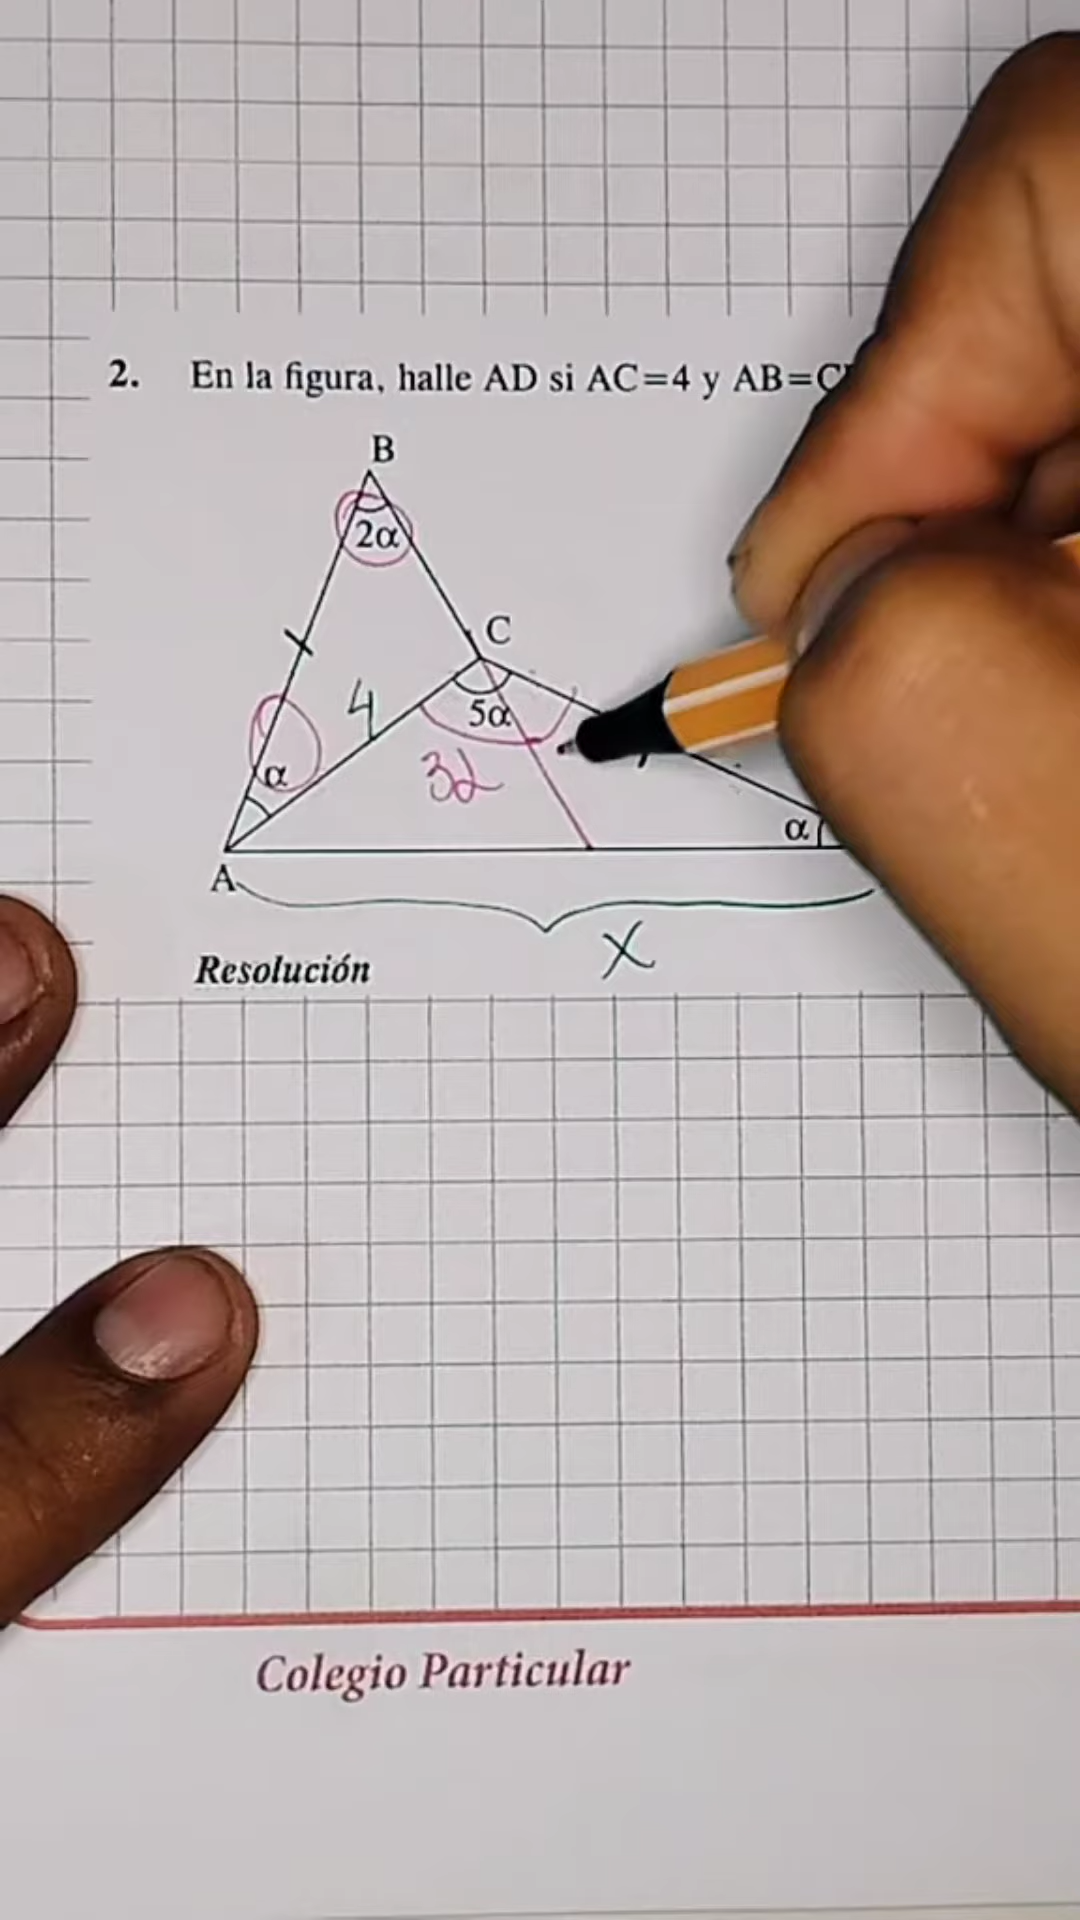 2. En la figura, halle AD si AC=4 y AB=C
B
2α
C
4
5α
α
3α
α
A
X
Resolución
Colegio Particular